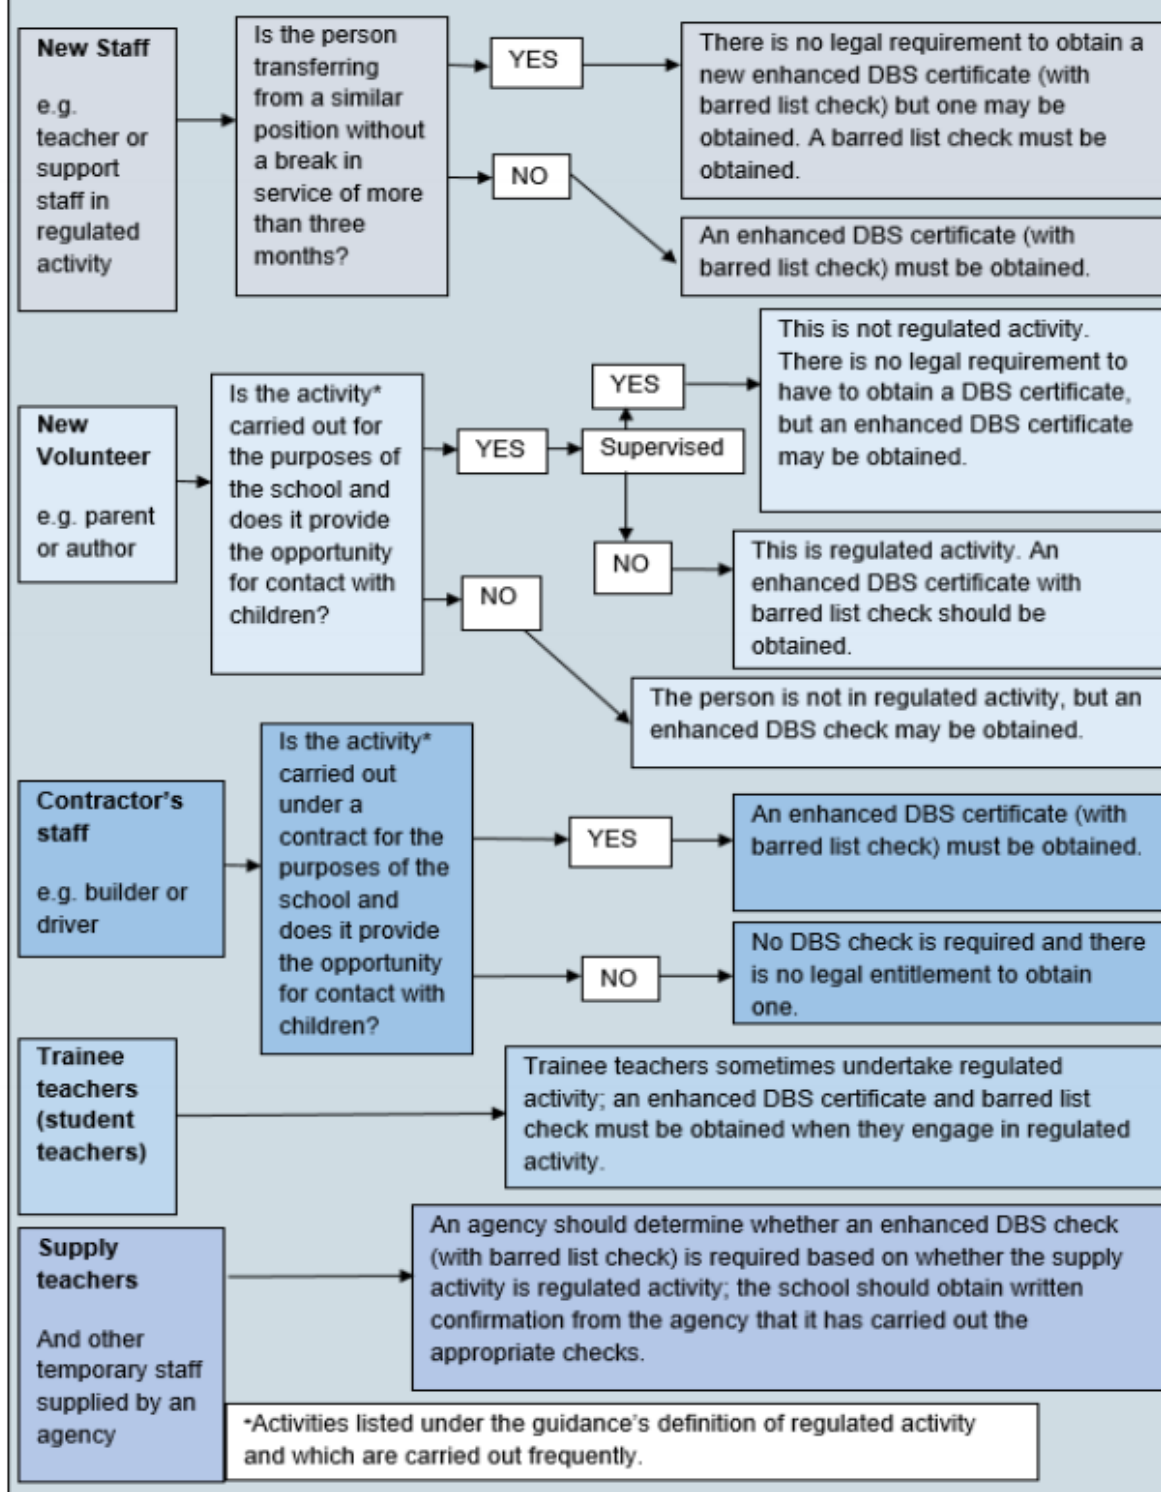 New Staff
e.g.
teacher or
support
staff in
regulated
activity
Is the person
transferring
from a similar
position without
a break in
service of more
than three
months?
YES
NO
There is no legal requirement to obtain a
new enhanced DBS certificate (with
barred list check) but one may be
obtained. A barred list check must be
obtained.
An enhanced DBS certificate (with
barred list check) must be obtained.
New
Volunteer
e.g. parent
or author
Is the activity*
carried out for
the purposes of
the school and
does it provide
the opportunity
for contact with
children?
YES
NO
Supervised
YES
NO
This is not regulated activity.
There is no legal requirement to
have to obtain a DBS certificate,
but an enhanced DBS certificate
may be obtained.
This is regulated activity. An
enhanced DBS certificate with
barred list check should be
obtained.
The person is not in regulated activity, but an
enhanced DBS check may be obtained.
Contractor's
staff
e.g. builder or
driver
Is the activity*
carried out
under a
contract for the
purposes of the
school and
does it provide
the opportunity
for contact with
children?
YES
NO
An enhanced DBS certificate (with
barred list check) must be obtained.
No DBS check is required and there
is no legal entitlement to obtain
one.
Trainee
teachers
(student
teachers)
Trainee teachers sometimes undertake regulated
activity; an enhanced DBS certificate and barred list
check must be obtained when they engage in regulated
activity.
Supply
teachers
And other
temporary staff
supplied by an
agency
An agency should determine whether an enhanced DBS check
(with barred list check) is required based on whether the supply
activity is regulated activity; the school should obtain written
confirmation from the agency that it has carried out the
appropriate checks.
*Activities listed under the guidance's definition of regulated activity
and which are carried out frequently.